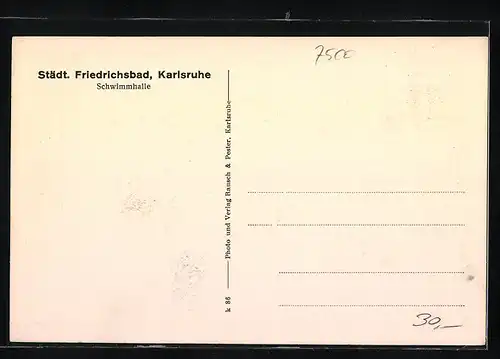 Städt. Friedrichsbad, Karlsruhe
Schwimmhalle
Photo und Verlag Bausch & Pester, Karlsruhe
k 86
7500
30,—